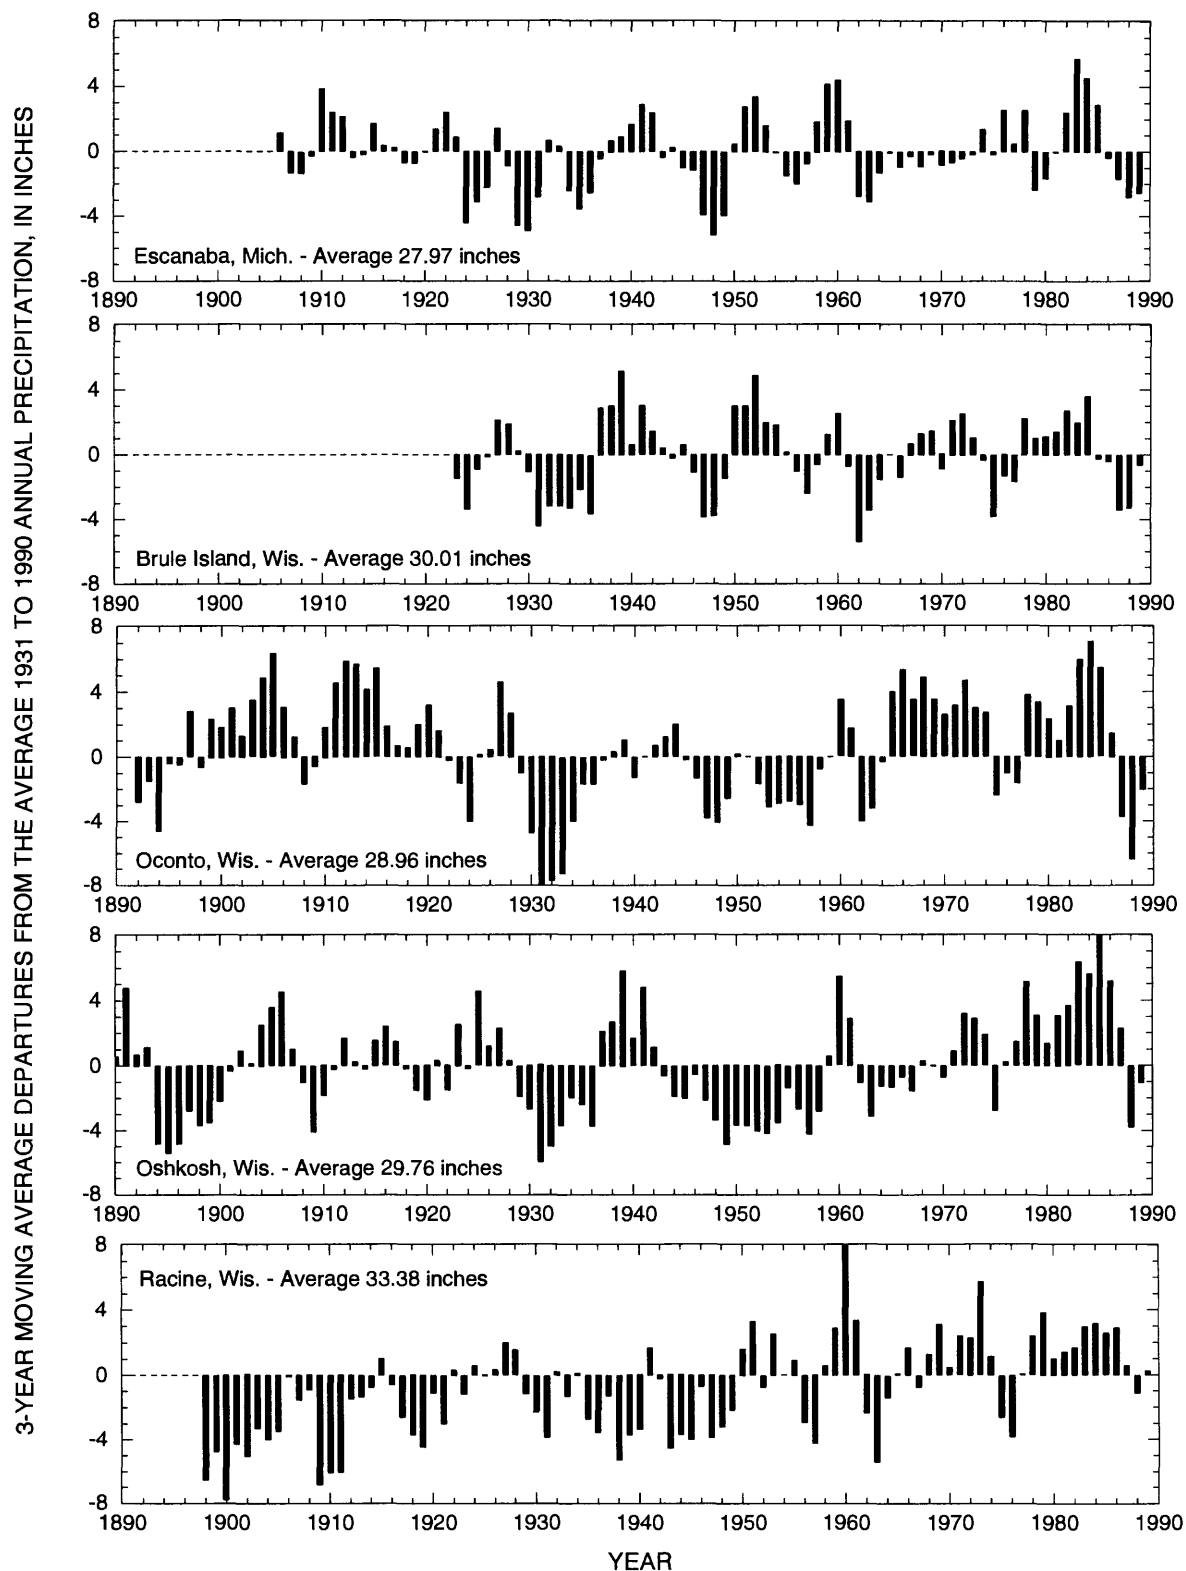 3-YEAR MOVING AVERAGE DEPARTURES FROM THE AVERAGE 1931 TO 1990 ANNUAL PRECIPITATION, IN INCHES
8
4
0
-4
-8
Escanaba, Mich. - Average 27.97 inches
1890 1900 1910 1920 1930 1940 1950 1960 1970 1980 1990
8
4
0
-4
-8
Brule Island, Wis. - Average 30.01 inches
1890 1900 1910 1920 1930 1940 1950 1960 1970 1980 1990
8
4
0
-4
-8
Oconto, Wis. - Average 28.96 inches
1890 1900 1910 1920 1930 1940 1950 1960 1970 1980 1990
8
4
0
-4
-8
Oshkosh, Wis. - Average 29.76 inches
1890 1900 1910 1920 1930 1940 1950 1960 1970 1980 1990
8
Racine, Wis. - Average 33.38 inches
4
0
-4
-8
1890 1900 1910 1920 1930 1940 1950 1960 1970 1980 1990
YEAR